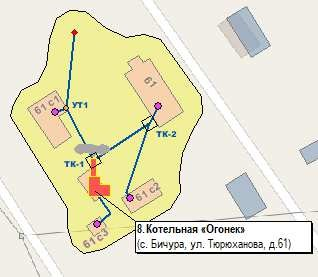 61 с1
УТ1
61
ТК-2
ТК-1
61 с2
61 с3
8. Котельная «Огонек»
(с. Бичура, ул. Тюрюханова, д.61)